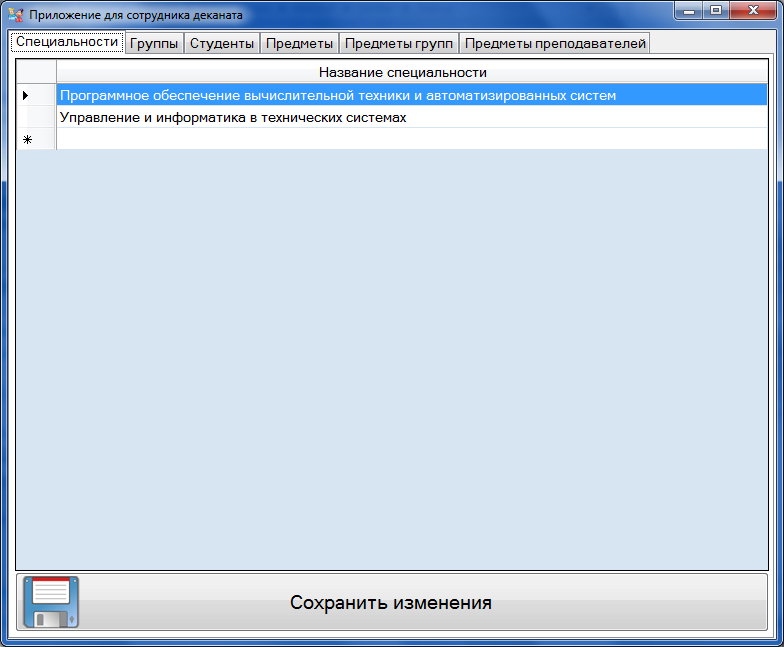 Приложение для сотрудника деканата
Специальности Группы Студенты Предметы Предметы групп Предметы преподавателей
Название специальности
Программное обеспечение вычислительной техники и автоматизированных систем
Управление и информатика в технических системах
Сохранить изменения